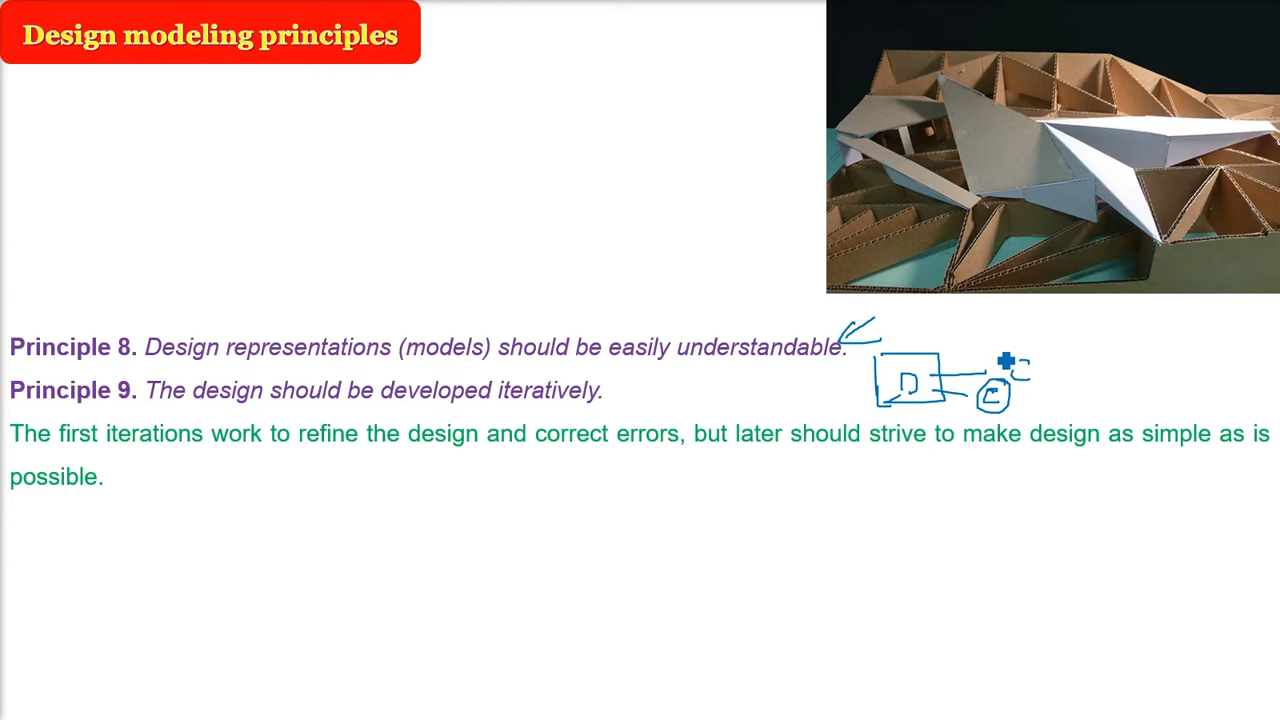 Design modeling principles
Principle 8. Design representations (models) should be easily understandable.
Principle 9. The design should be developed iteratively.
D
The first iterations work to refine the design and correct errors, but later should strive to make design as simple as is
possible.